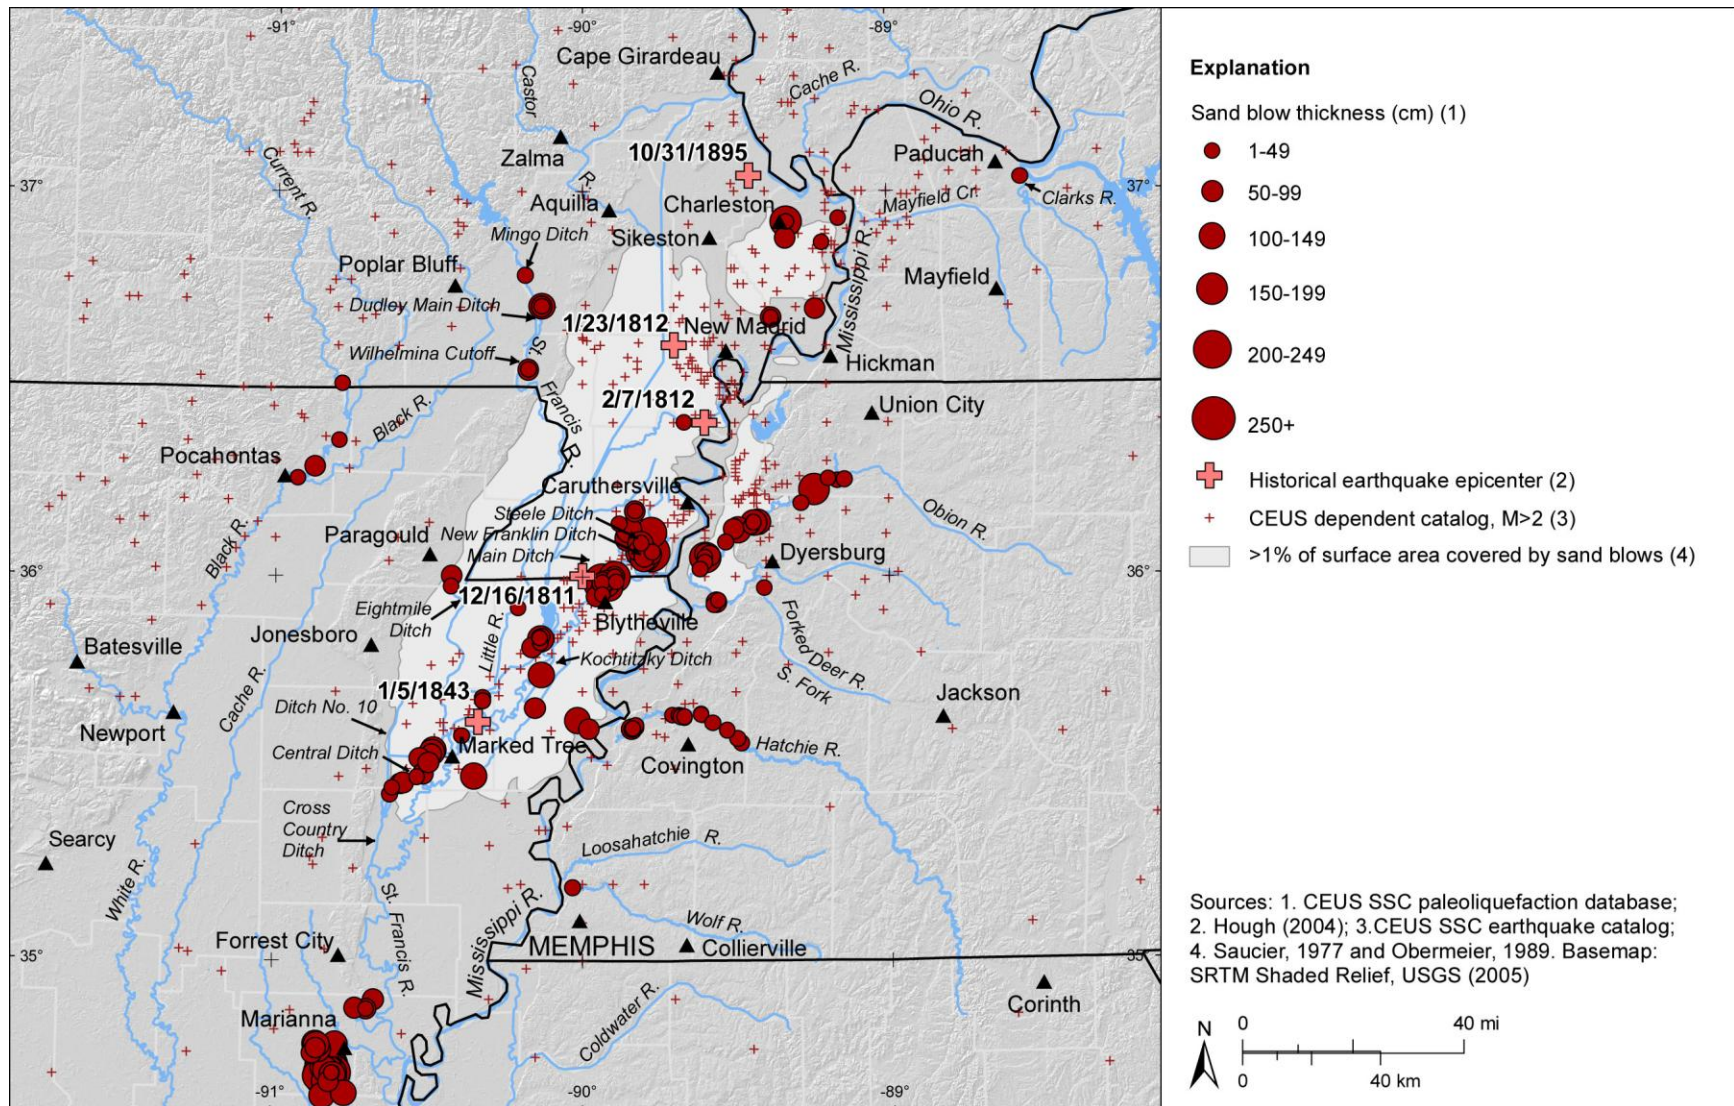 -91°
-90°
-89°
Cape Girardeau
Castor
Cache R.
Ohio R.
Zalma
10/31/1895
Paducah
Current R.
R.
37°
37°
Aquilla
Charleston
Mayfield Cr.
Clarks R.
Mingo Ditch
Sikeston
Poplar Bluff
Mayfield
Dudley Main Ditch
Mississippi R.
1/23/1812
New Madrid
St.
Wilhelmina Cutoff
Hickman
Francis
R.
2/7/1812
Black R.
Union City
Pocahontas
Caruthersville
Steele Ditch
Obion R.
Black R.
Paragould
New Franklin Ditch
Main Ditch
Dyersburg
36°
36°
12/16/1811
Eightmile
Ditch
Blytheville
Little R.
Forked Deer R.
S. Fork
Batesville
Jonesboro
Kochtitzky Ditch
1/5/1843
Jackson
Cache R.
Ditch No. 10
Newport
Marked Tree
Hatchie R.
Central Ditch
Covington
Cross
Country
Ditch
Searcy
Loosahatchie R.
White R.
St. Francis R.
Mississippi R.
Wolf R.
Forrest City
MEMPHIS
Collierville
35°
35°
Corinth
Marianna
Coldwater R.
-91°
-90°
-89°
Explanation
Sand blow thickness (cm) (1)
1-49
50-99
100-149
150-199
200-249
250+
Historical earthquake epicenter (2)
CEUS dependent catalog, M>2 (3)
>1% of surface area covered by sand blows (4)
Sources: 1. CEUS SSC paleoliquefaction database;
2. Hough (2004); 3.CEUS SSC earthquake catalog;
4. Saucier, 1977 and Obermeier, 1989. Basemap:
SRTM Shaded Relief, USGS (2005)
N
0 40 mi
0 40 km